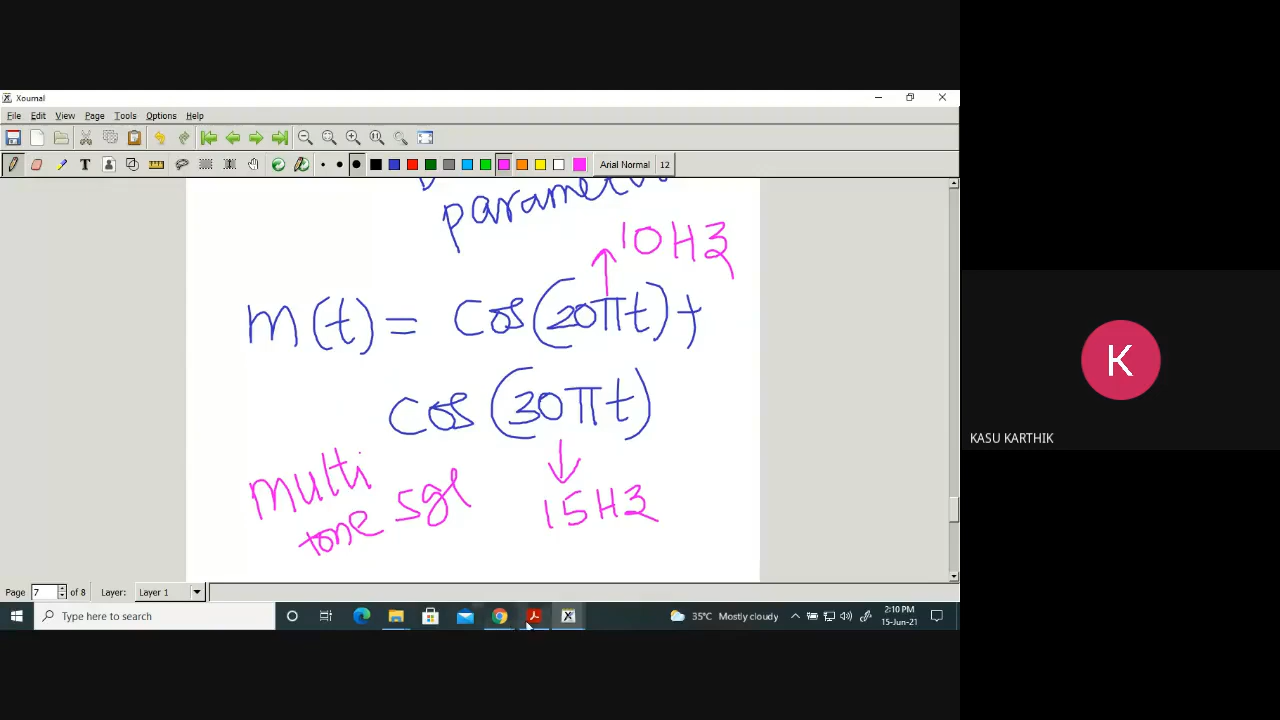 Xournal
File Edit View Page Tools Options Help
Arial Normal 12
10Hz
m(t) = cos(20πt) +
cos(30πt)
multi
tone sgl
15Hz
KASU KARTHIK
K
Page 7 of 8 Layer: Layer 1
Type here to search
35°C Mostly cloudy
2:10 PM
15-Jun-21